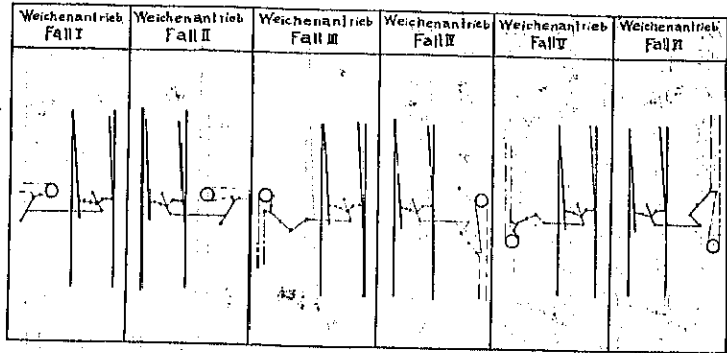 Weichenantrieb
Fall I
Weichenantrieb
Fall II
Weichenantrieb
Fall III
Weichenantrieb
Fall IV
Weichenantrieb
Fall V
Weichenantrieb
Fall VI